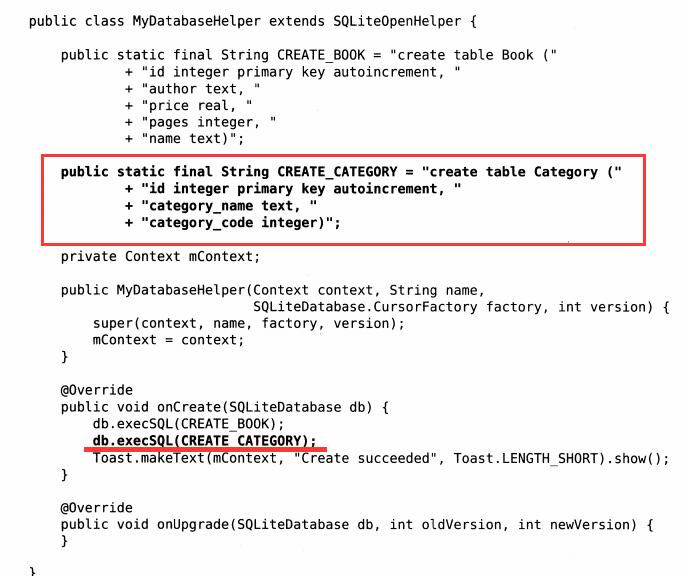 public class MyDatabaseHelper extends SQLiteOpenHelper {
public static final String CREATE_BOOK = "create table Book ("
+ "id integer primary key autoincrement, "
+ "author text, "
+ "price real, "
+ "pages integer, "
+ "name text)";
public static final String CREATE_CATEGORY = "create table Category ("
+ "id integer primary key autoincrement, "
+ "category_name text, "
+ "category_code integer)";
private Context mContext;
public MyDatabaseHelper(Context context, String name,
SQLiteDatabase.CursorFactory factory, int version) {
super(context, name, factory, version);
mContext = context;
}
@Override
public void onCreate(SQLiteDatabase db) {
db.execSQL(CREATE_BOOK);
db.execSQL(CREATE_CATEGORY);
Toast.makeText(mContext, "Create succeeded", Toast.LENGTH_SHORT).show();
}
@Override
public void onUpgrade(SQLiteDatabase db, int oldVersion, int newVersion) {
}
}